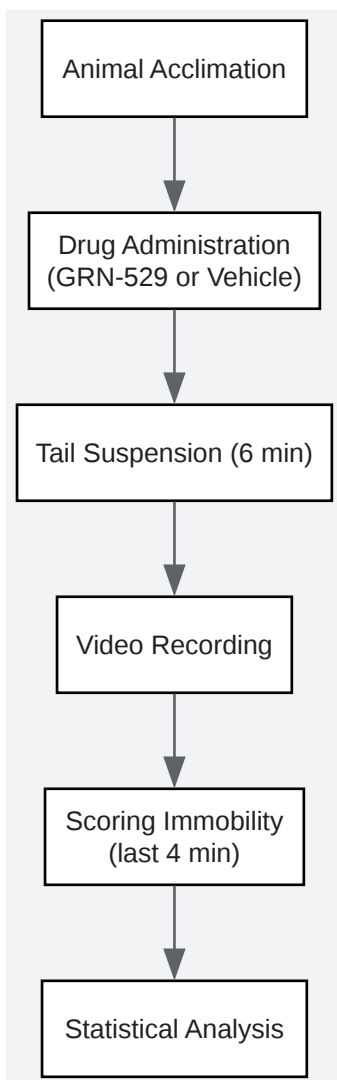 Animal Acclimation
Drug Administration
(GRN-529 or Vehicle)
Tail Suspension (6 min)
Video Recording
Scoring Immobility
(last 4 min)
Statistical Analysis